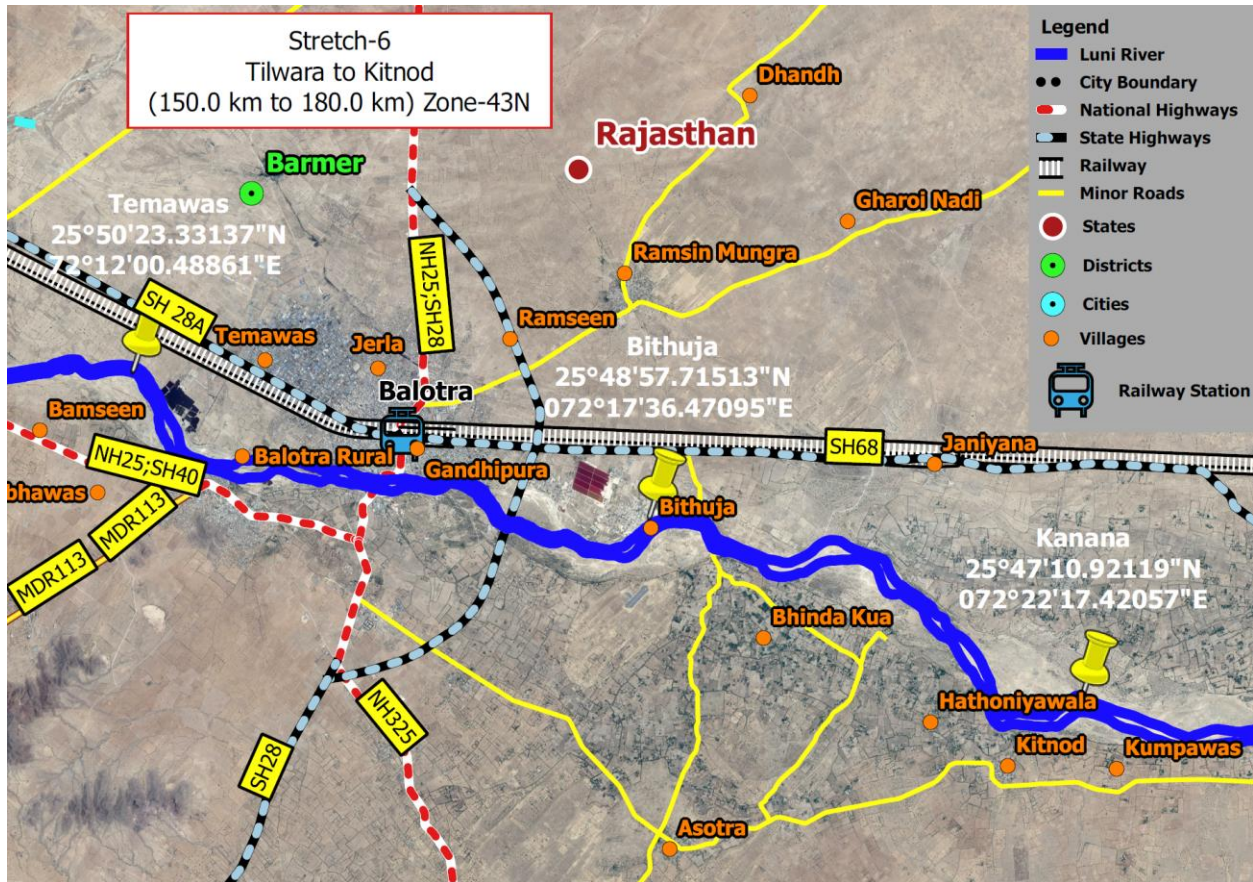 Stretch-6
Tilwara to Kitnod
(150.0 km to 180.0 km) Zone-43N
Legend
Luni River
City Boundary
National Highways
State Highways
Railway
Minor Roads
States
Districts
Cities
Villages
Railway Station
Dhandh
Rajasthan
Barmer
Temawas
25°50'23.33137"N
72°12'00.48861"E
Gharoi Nadi
Ramsin Mungra
NH25;SH28
SH 28A
Temawas
Jerla
Ramseen
Bithuja
25°48'57.71513"N
072°17'36.47095"E
Balotra
Bamseen
NH25;SH40
Balotra Rural
Gandhipura
SH68
Janiyana
bhawas
MDR113
MDR113
Bithuja
Kanana
25°47'10.92119"N
072°22'17.42057"E
Bhinda Kua
Hathoniyawala
Kitnod
Kumpawas
NH325
SH28
Asotra